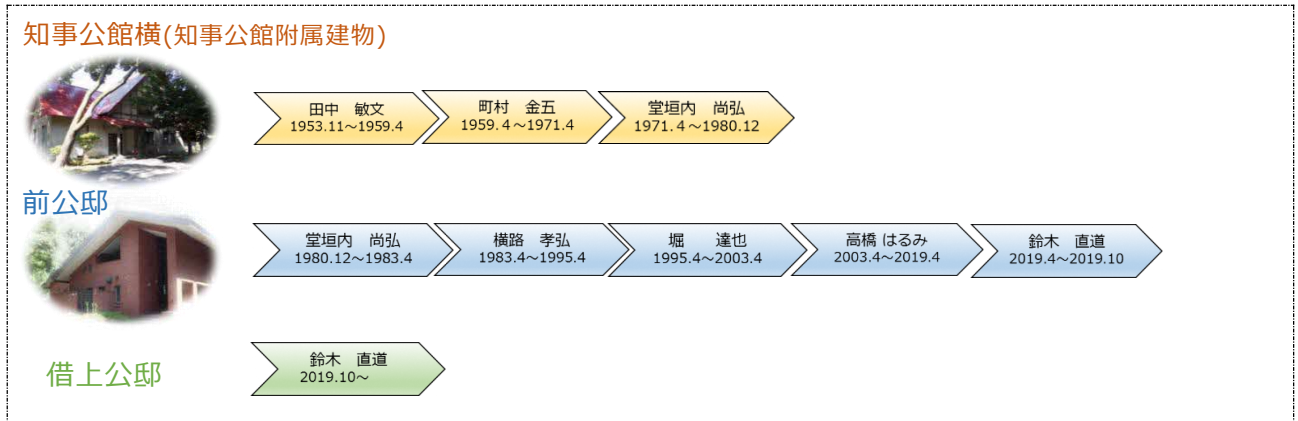 知事公館横(知事公館附属建物)
田中　敏文
1953.11～1959.4
町村　金五
1959.4～1971.4
堂垣内　尚弘
1971.4～1980.12
前公邸
堂垣内　尚弘
1980.12～1983.4
横路　孝弘
1983.4～1995.4
堀　達也
1995.4～2003.4
高橋 はるみ
2003.4～2019.4
鈴木　直道
2019.4～2019.10
借上公邸
鈴木　直道
2019.10～